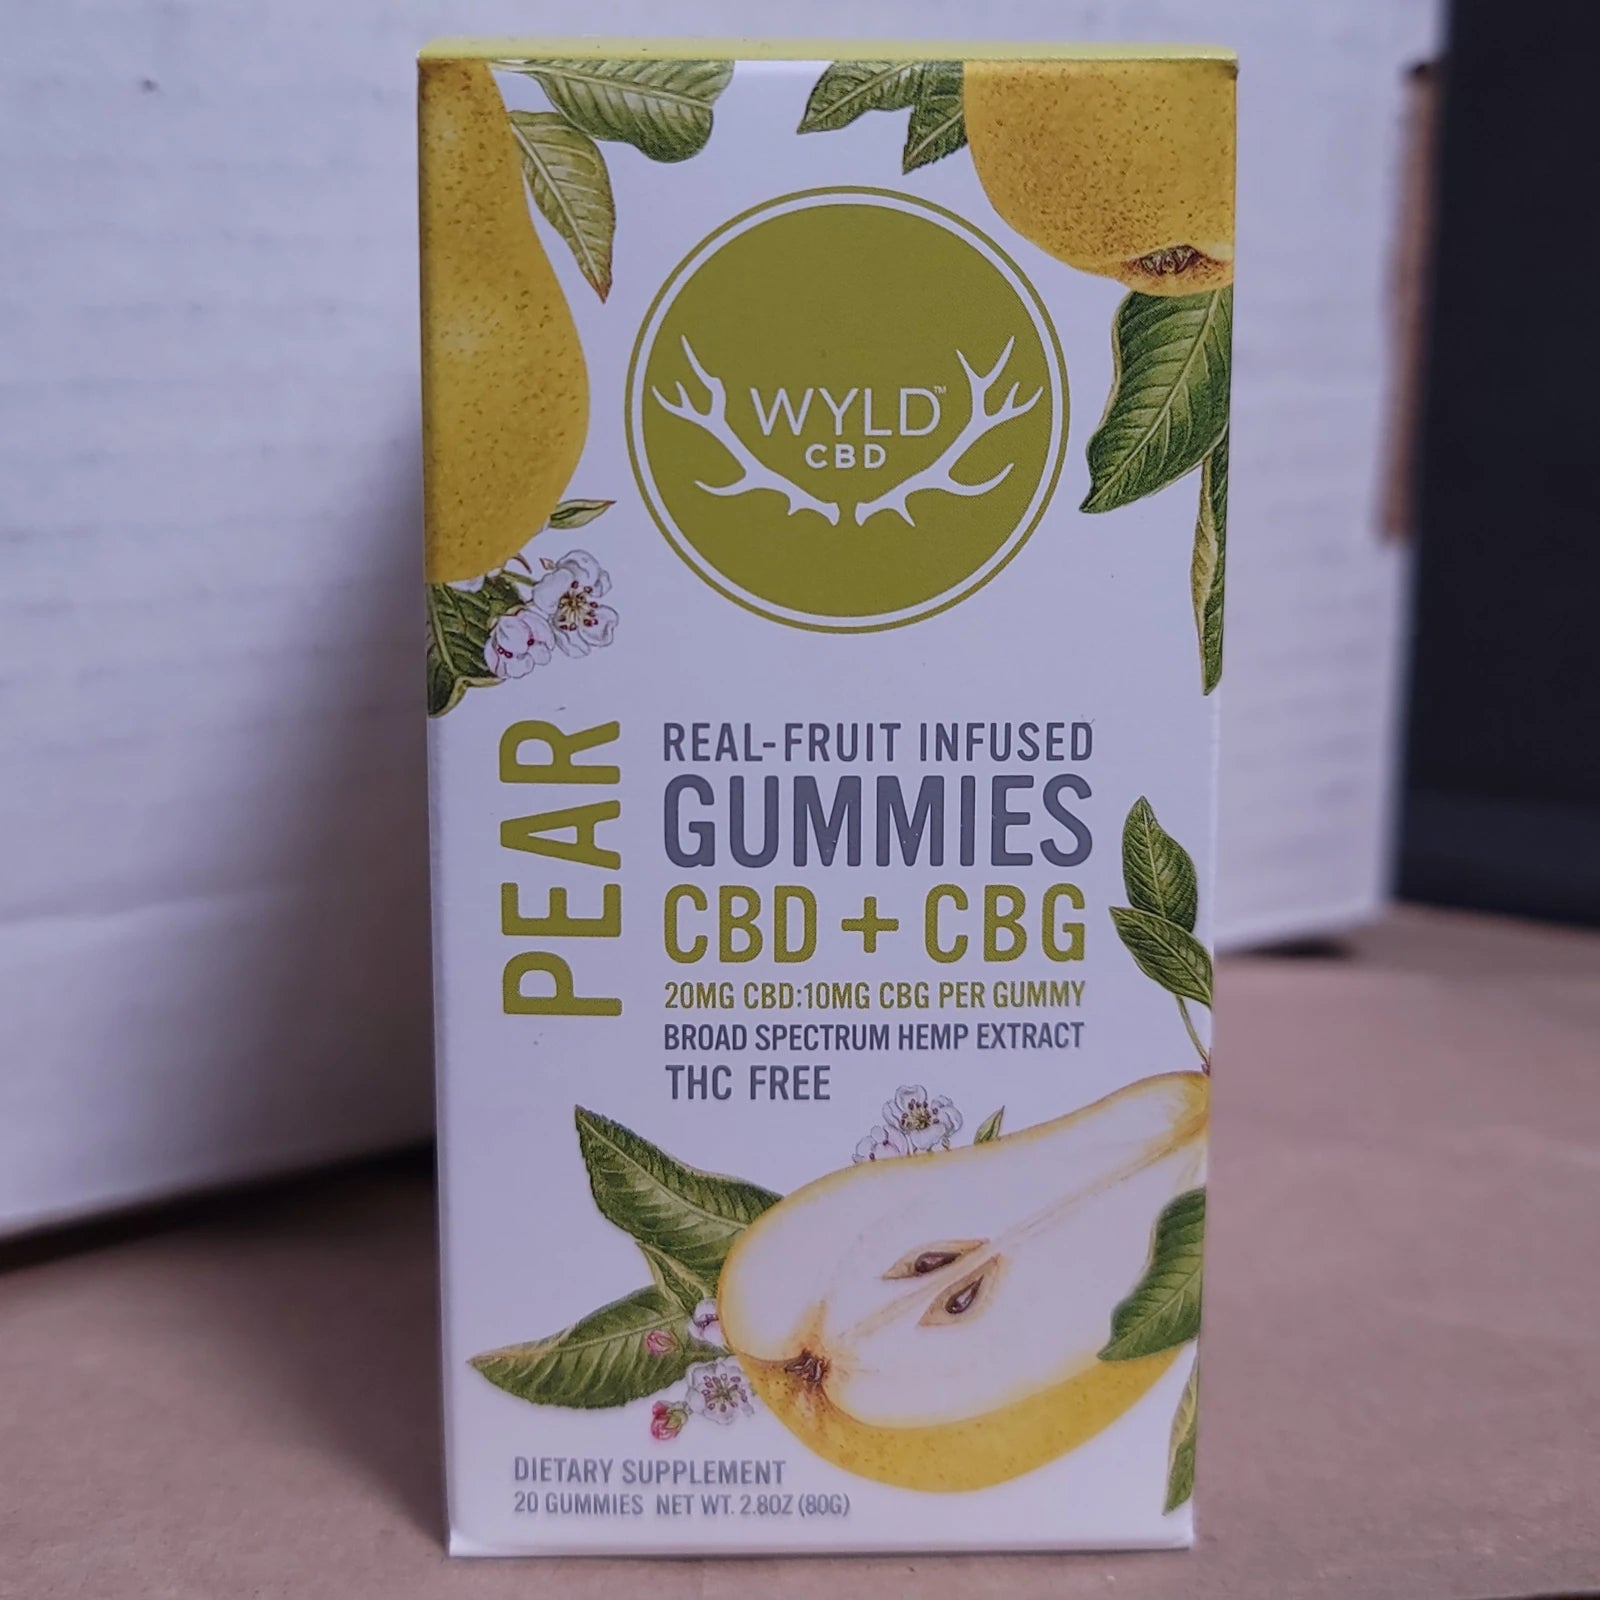 WYLD™
CBD
PEAR
REAL-FRUIT INFUSED
GUMMIES
CBD + CBG
20MG CBD:10MG CBG PER GUMMY
BROAD SPECTRUM HEMP EXTRACT
THC FREE
DIETARY SUPPLEMENT
20 GUMMIES NET WT. 2.8OZ (80G)